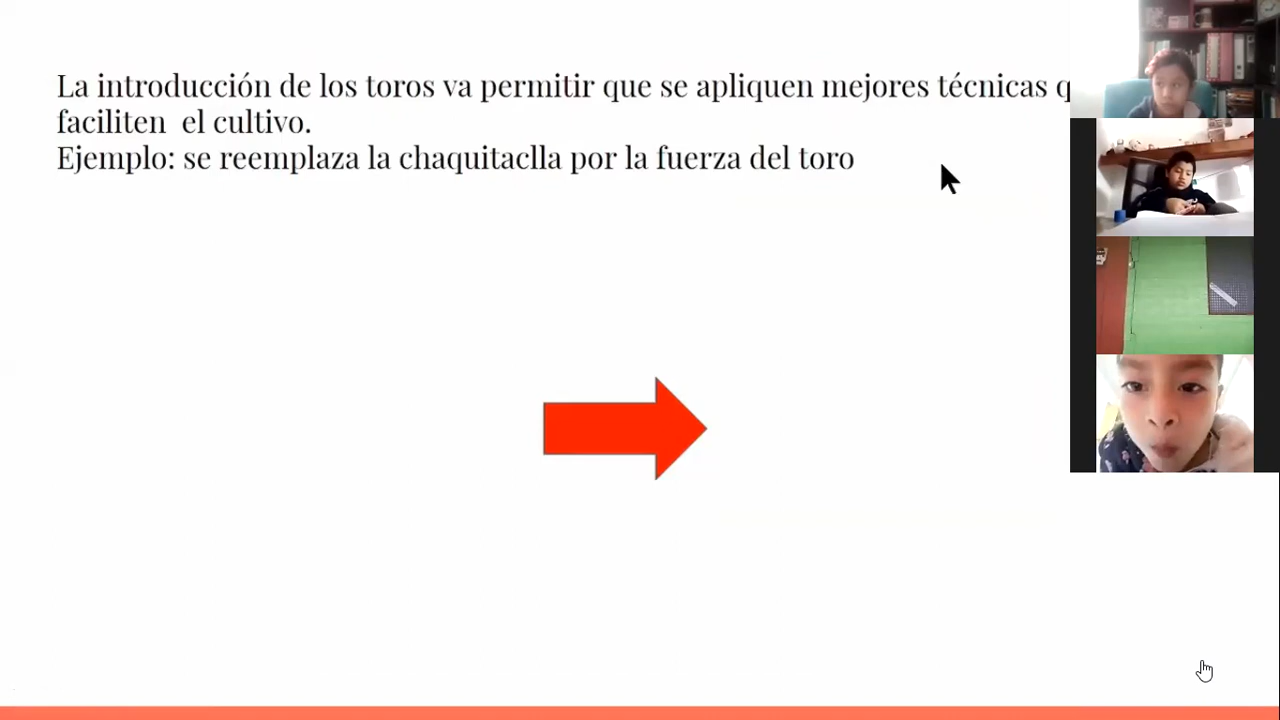 La introducción de los toros va permitir que se apliquen mejores técnicas
faciliten el cultivo.
Ejemplo: se reemplaza la chaquitaclla por la fuerza del toro